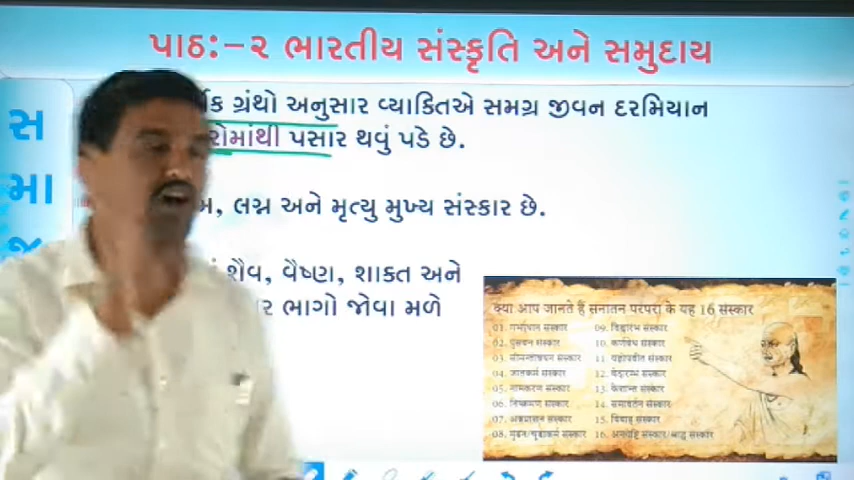 પાઠ:-૨ ભારતીય સંસ્કૃતિ અને સમુદાય
સ
મા
જ
ગ્રંથો અનુસાર વ્યાકિતએ સમગ્ર જીવન દરમિયાન
રોમાંથી પસાર થવું પડે છે.
લગ્ન અને મૃત્યુ મુખ્ય સંસ્કાર છે.
શૈવ, વૈષ્ણ, શાકત અને
ભાગો જોવા મળે
क्या आप जानते हैं सनातन परंपरा के यह 16 संस्कार
01. गर्भाधान संस्कार
02. पुंसवन संस्कार
03. सीमन्तोन्नयन संस्कार
04. जातकर्म संस्कार
05. नामकरण संस्कार
06. निष्क्रमण संस्कार
07. अन्नप्राशन संस्कार
08. मुंडन/चूडाकर्म संस्कार
09. विद्यारंभ संस्कार
10. कर्णवेध संस्कार
11. यज्ञोपवीत संस्कार
12. वेदारम्भ संस्कार
13. केशान्त संस्कार
14. समावर्तन संस्कार
15. विवाह संस्कार
16. अन्त्येष्टि संस्कार/श्राद्ध संस्कार